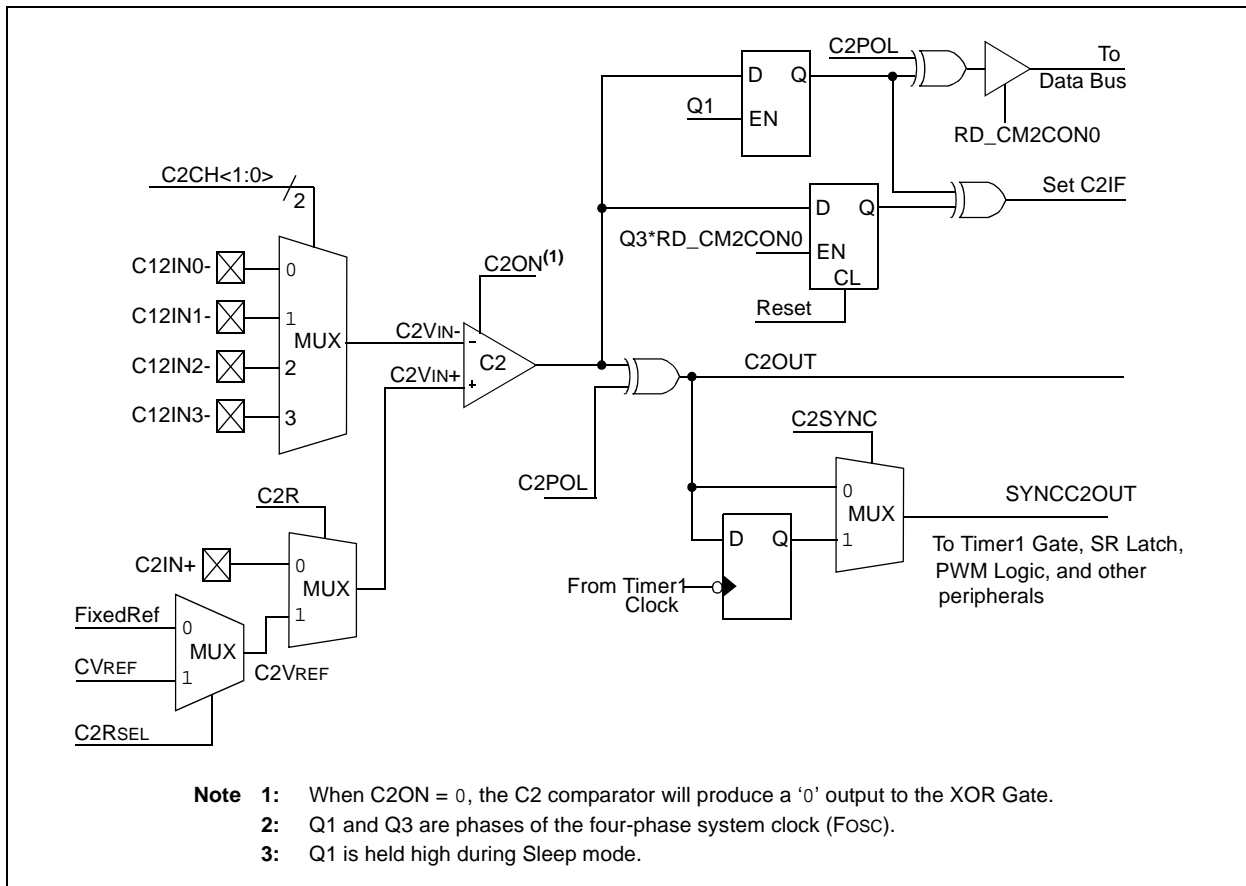 C2POL
To
Data Bus
D Q
Q1
EN
RD_CM2CON0
C2CH<1:0>
2
Set C2IF
D Q
Q3*RD_CM2CON0
EN
CL
Reset
C12IN0-
0
C12IN1-
1
MUX
C12IN2-
2
C12IN3-
3
C2ON(1)
C2VIN-
–
C2
C2VIN+
+
C2OUT
C2POL
C2SYNC
0
MUX
1
SYNCC2OUT
D Q
From Timer1
Clock
To Timer1 Gate, SR Latch,
PWM Logic, and other
peripherals
C2R
C2IN+
0
MUX
1
FixedRef
0
MUX
CVREF
1
C2VREF
C2RSEL
Note 1: When C2ON = 0, the C2 comparator will produce a ‘0’ output to the XOR Gate.
2: Q1 and Q3 are phases of the four-phase system clock (FOSC).
3: Q1 is held high during Sleep mode.